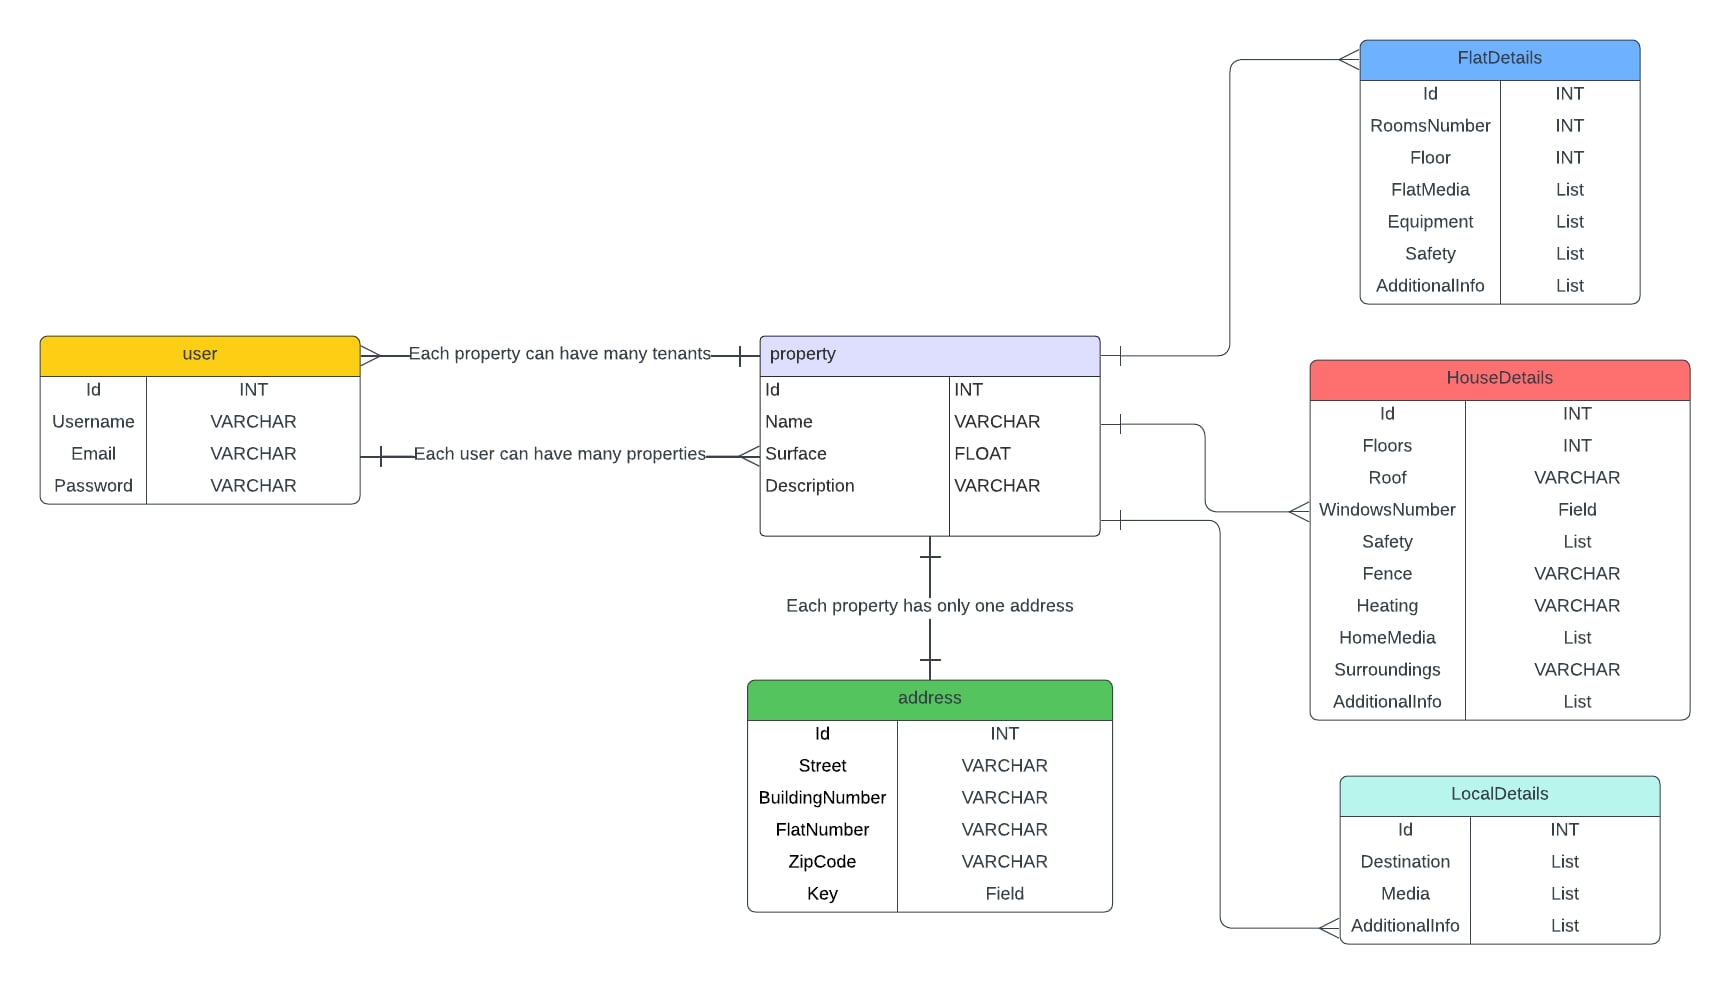 FlatDetails
Id INT
RoomsNumber INT
Floor INT
FlatMedia List
Equipment List
Safety List
AdditionalInfo List
user
Id INT
Username VARCHAR
Email VARCHAR
Password VARCHAR
Each property can have many tenants
Each user can have many properties
property
Id INT
Name VARCHAR
Surface FLOAT
Description VARCHAR
Each property has only one address
address
Id INT
Street VARCHAR
BuildingNumber VARCHAR
FlatNumber VARCHAR
ZipCode VARCHAR
Key Field
HouseDetails
Id INT
Floors INT
Roof VARCHAR
WindowsNumber Field
Safety List
Fence VARCHAR
Heating VARCHAR
HomeMedia List
Surroundings VARCHAR
AdditionalInfo List
LocalDetails
Id INT
Destination List
Media List
AdditionalInfo List